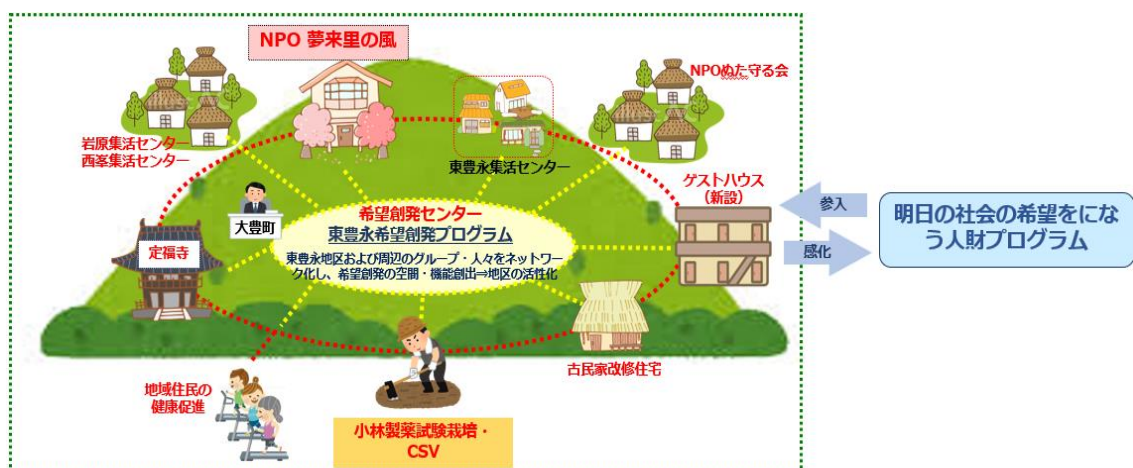 NPO 夢来里の風
NPOぬた守る会
岩原集活センター
西峯集活センター
東豊永集活センター
ゲストハウス
（新設）
大豊町
希望創発センター
東豊永希望創発プログラム
東豊永地区および周辺のグループ・人々をネットワー
ク化し、希望創発の空間・機能創出⇒地区の活性化
定福寺
参入
感化
明日の社会の希望をにな
う人財プログラム
古民家改修住宅
地域住民の
健康促進
小林製薬試験栽培・
CSV